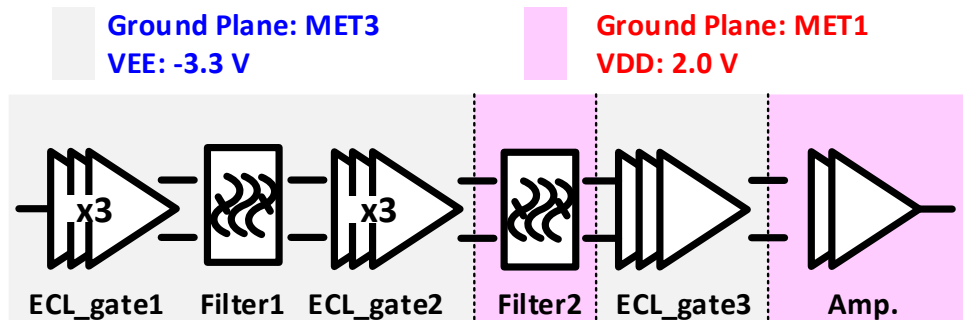 Ground Plane: MET3
VEE: -3.3 V
Ground Plane: MET1
VDD: 2.0 V
x3
x3
ECL_gate1
Filter1
ECL_gate2
Filter2
ECL_gate3
Amp.